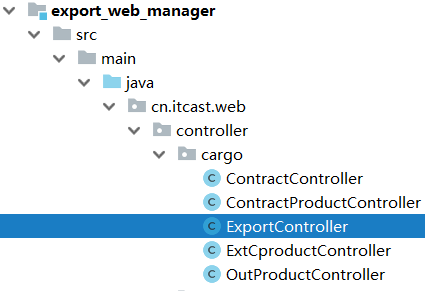 export_web_manager
src
main
java
cn.itcast.web
controller
cargo
C ContractController
C ContractProductController
C ExportController
C ExtCproductController
C OutProductController